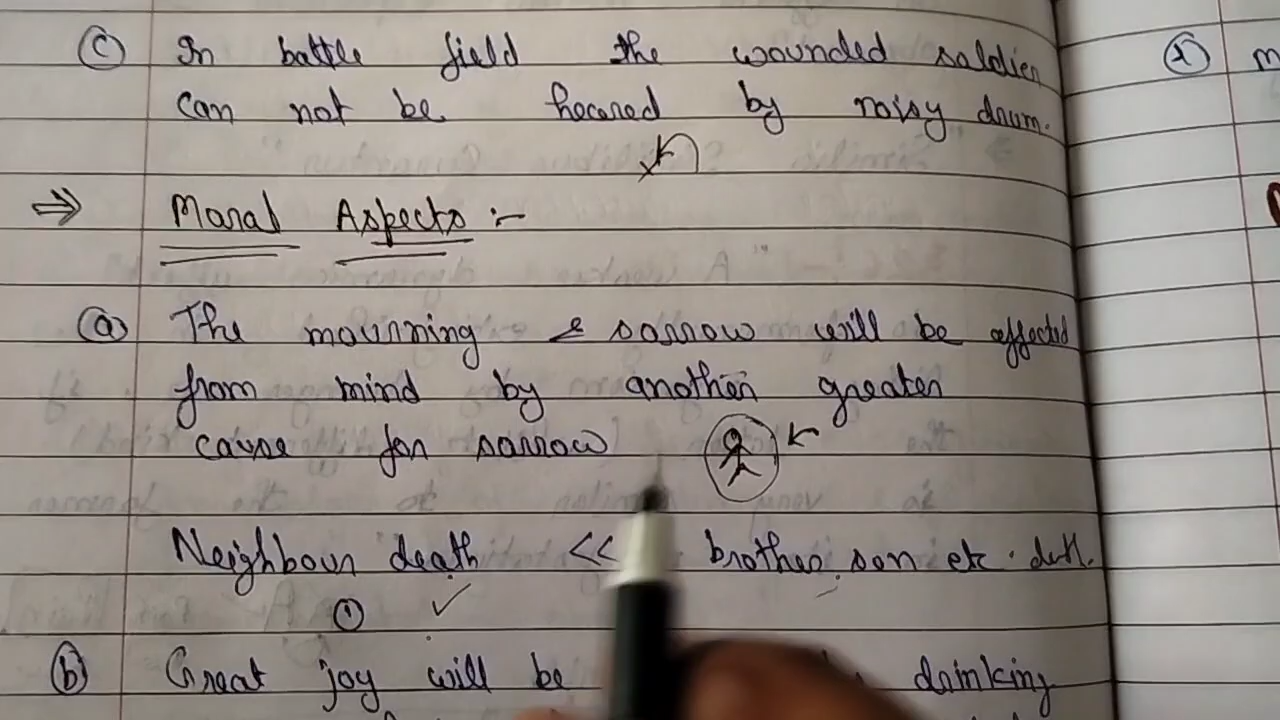 (c) In battle field the wounded soldier
can not be heared by noisy drum.
⇒ Moral Aspects :-
(a) The mourning & sorrow will be effected
from mind by another greater
cause for sorrow
Neighbour death << brother, son etc. deth.
(1) ✓
(b) Great joy will be drinking
(d) m